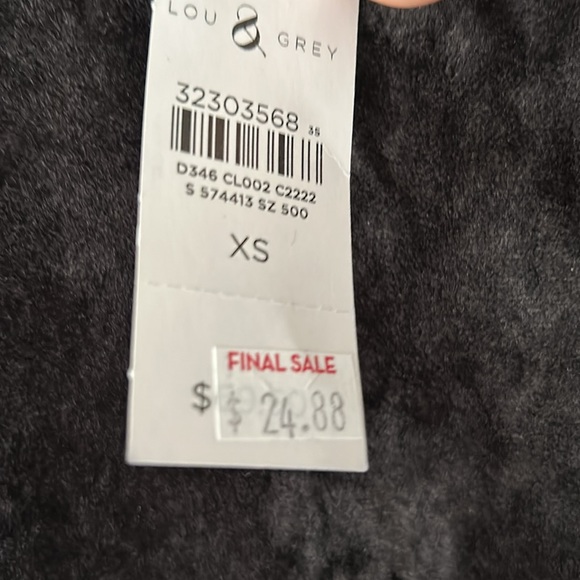 LOU & GREY
32303568 35
D346 CL002 C2222
S 574413 SZ 500
XS
FINAL SALE
$ $ 24.88